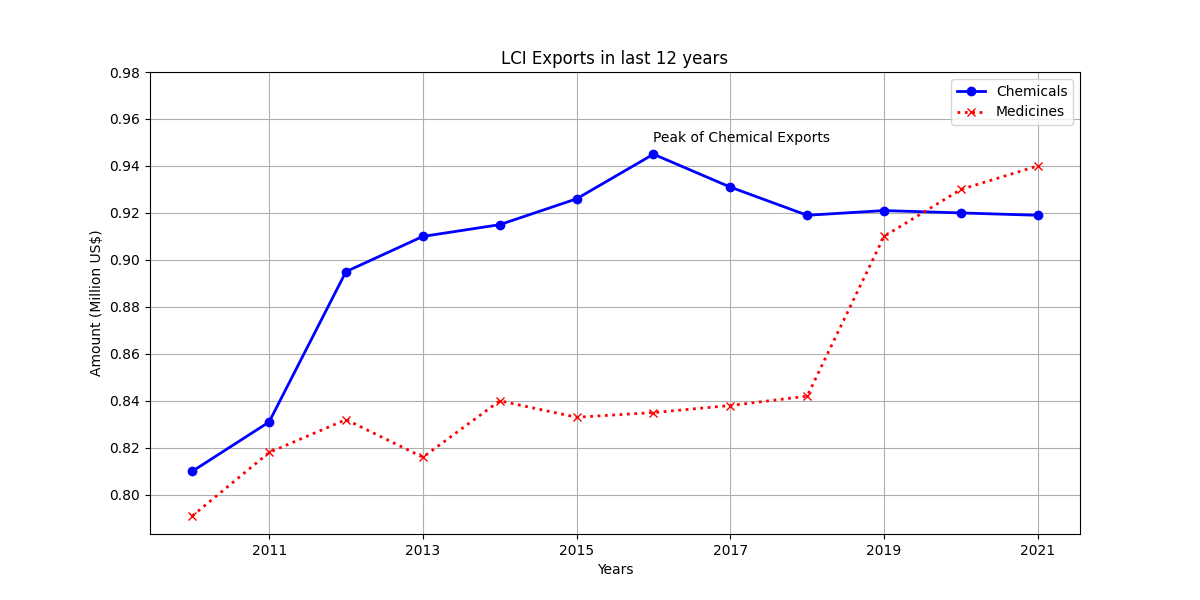 LCI Exports in last 12 years
0.98
0.96
0.94
0.92
0.90
0.88
0.86
0.84
0.82
0.80
Amount (Million US$)
Chemicals
Medicines
Peak of Chemical Exports
2011 2013 2015 2017 2019 2021
Years